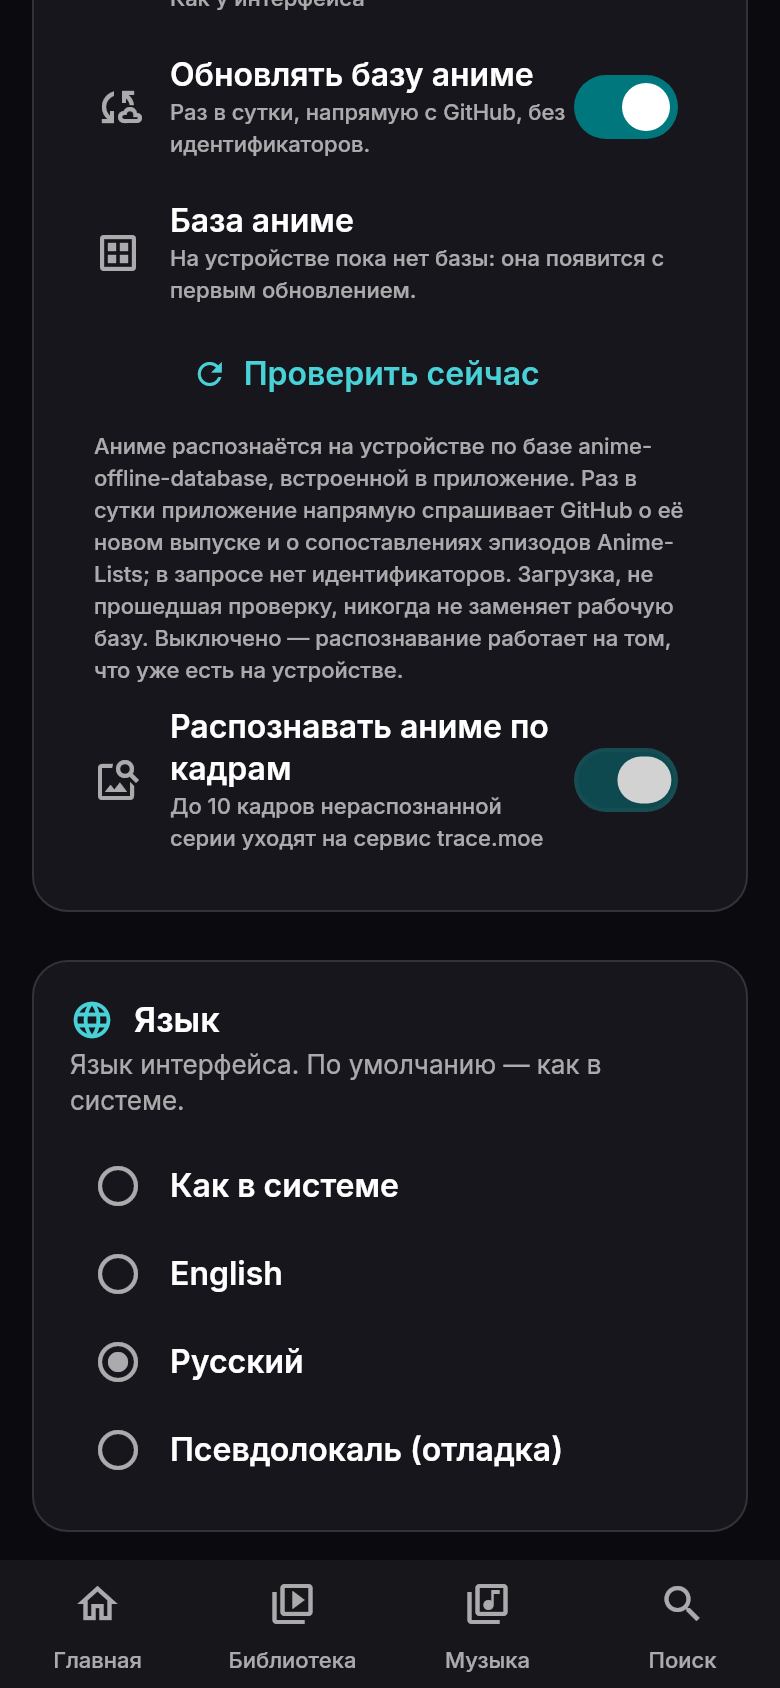 Как у интерфейса
Обновлять базу аниме
Раз в сутки, напрямую с GitHub, без
идентификаторов.
База аниме
На устройстве пока нет базы: она появится с
первым обновлением.
Проверить сейчас
Аниме распознаётся на устройстве по базе anime-
offline-database, встроенной в приложение. Раз в
сутки приложение напрямую спрашивает GitHub о её
новом выпуске и о сопоставлениях эпизодов Anime-
Lists; в запросе нет идентификаторов. Загрузка, не
прошедшая проверку, никогда не заменяет рабочую
базу. Выключено — распознавание работает на том,
что уже есть на устройстве.
Распознавать аниме по
кадрам
До 10 кадров нераспознанной
серии уходят на сервис trace.moe
Язык
Язык интерфейса. По умолчанию — как в
системе.
Как в системе
English
Русский
Псевдолокаль (отладка)
Главная
Библиотека
Музыка
Поиск